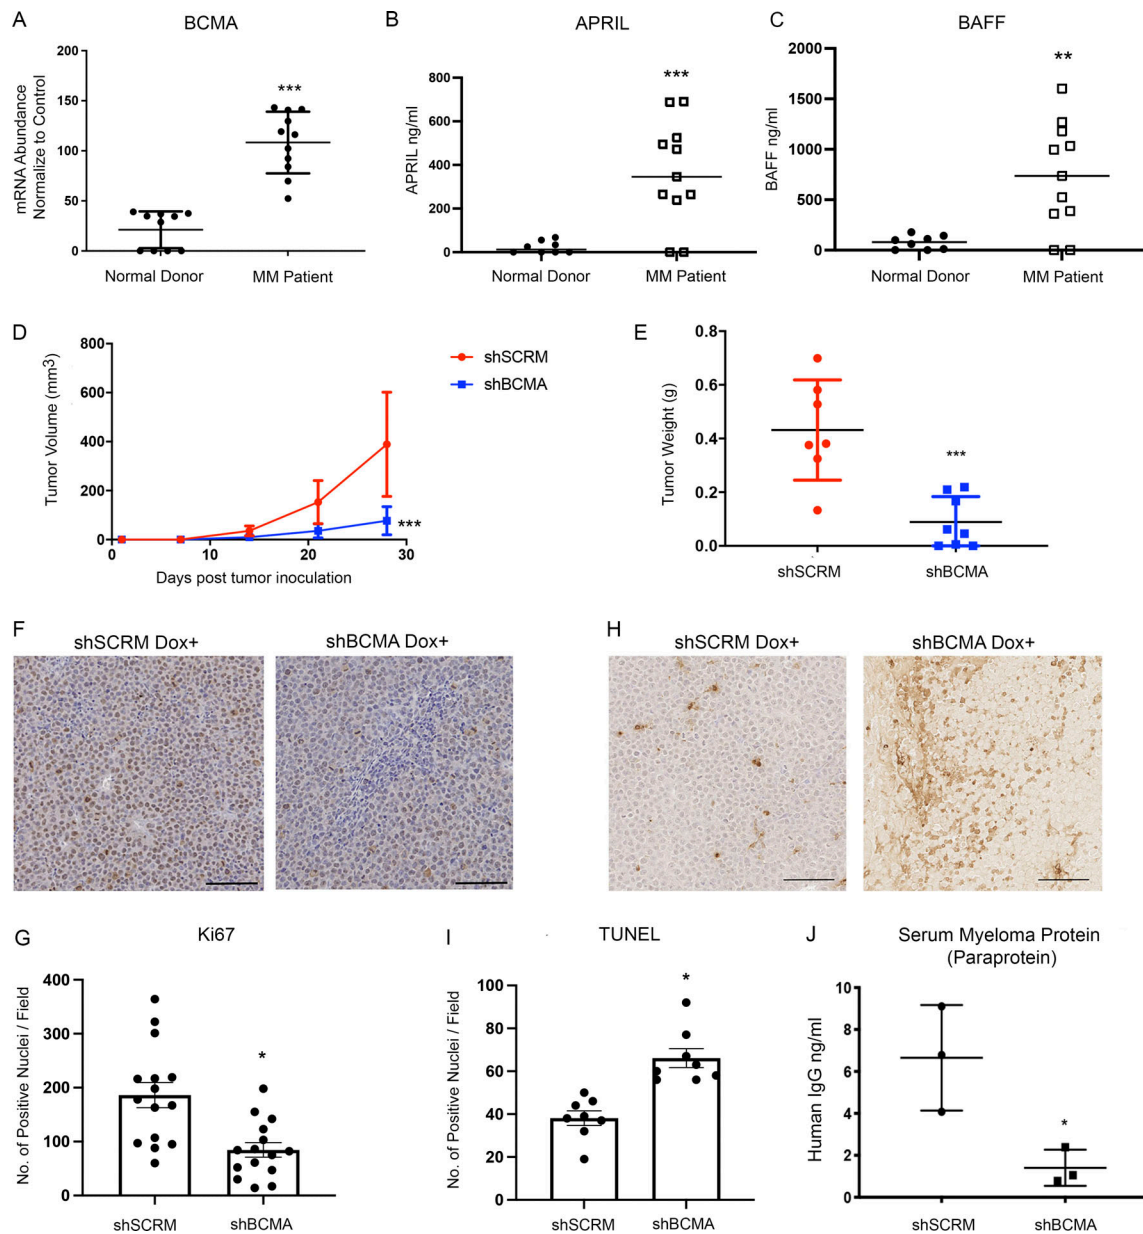 A
BCMA
mRNA Abundance
Normalize to Control
200
150
100
50
0
***
Normal Donor
MM Patient
B
APRIL
APRIL ng/ml
800
600
400
200
0
***
Normal Donor
MM Patient
C
BAFF
BAFF ng/ml
2000
1500
1000
500
0
**
Normal Donor
MM Patient
D
Tumor Volume (mm3)
800
600
400
200
0
10
20
30
***
Days post tumor inoculation
shSCRM
shBCMA
E
Tumor Weight (g)
0.8
0.6
0.4
0.2
0.0
***
shSCRM
shBCMA
F
shSCRM Dox+
shBCMA Dox+
H
shSCRM Dox+
shBCMA Dox+
G
Ki67
No. of Positive Nuclei / Field
400
300
200
100
0
*
shSCRM
shBCMA
I
TUNEL
No. of Positive Nuclei / Field
100
80
60
40
20
0
*
shSCRM
shBCMA
J
Serum Myeloma Protein
(Paraprotein)
Human IgG ng/ml
10
8
6
4
2
0
*
shSCRM
shBCMA